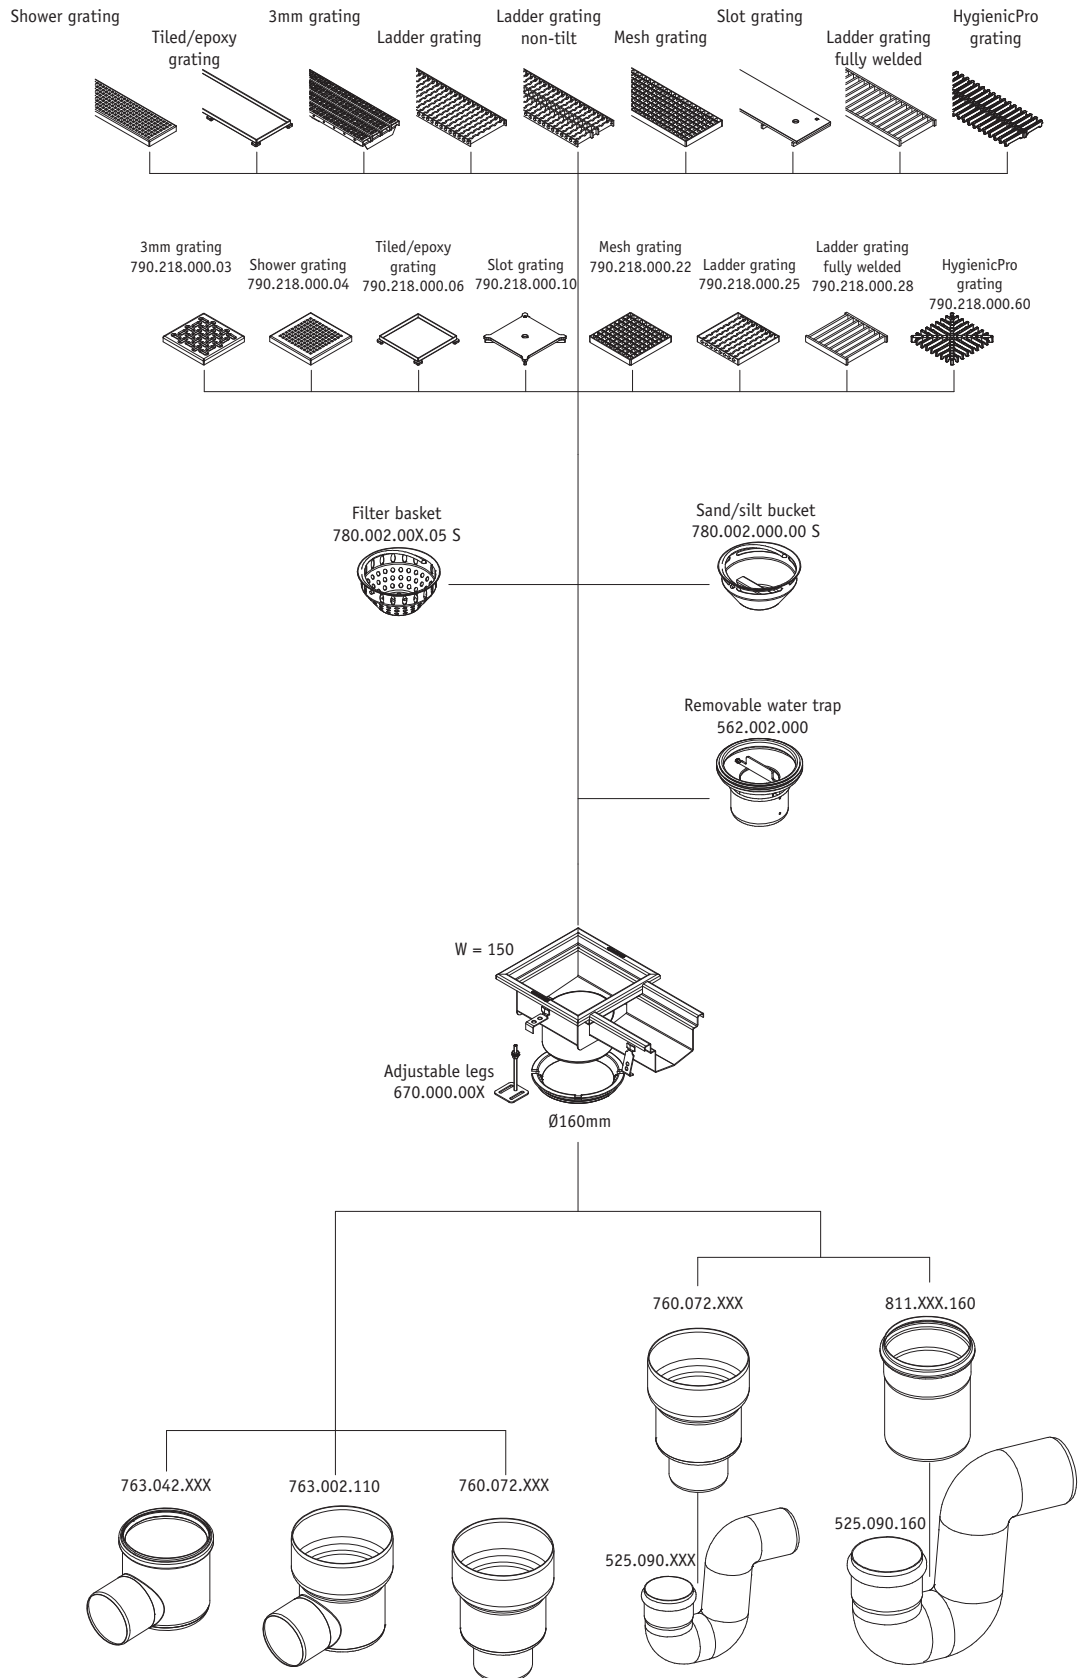 Shower grating
Tiled/epoxy
grating
3mm grating
Ladder grating
Ladder grating
non-tilt
Mesh grating
Slot grating
Ladder grating
fully welded
HygienicPro
grating
3mm grating
790.218.000.03
Shower grating
790.218.000.04
Tiled/epoxy
grating
790.218.000.06
Slot grating
790.218.000.10
Mesh grating
790.218.000.22
Ladder grating
790.218.000.25
Ladder grating
fully welded
790.218.000.28
HygienicPro
grating
790.218.000.60
Filter basket
780.002.00X.05 S
Sand/silt bucket
780.002.000.00 S
Removable water trap
562.002.000
W = 150
Adjustable legs
670.000.00X
Ø160mm
760.072.XXX
811.XXX.160
763.042.XXX
763.002.110
760.072.XXX
525.090.XXX
525.090.160